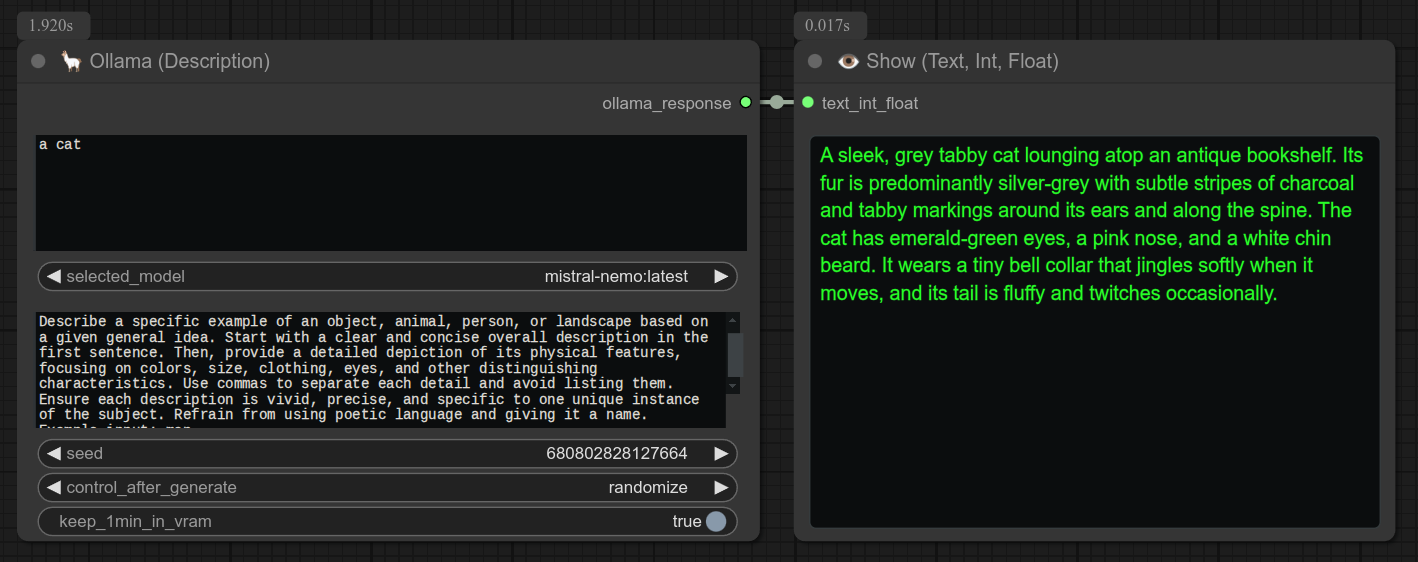 1.920s
Ollama (Description)
ollama_response
a cat
selected_model mistral-nemo:latest
Describe a specific example of an object, animal, person, or landscape based on
a given general idea. Start with a clear and concise overall description in the
first sentence. Then, provide a detailed depiction of its physical features,
focusing on colors, size, clothing, eyes, and other distinguishing
characteristics. Use commas to separate each detail and avoid listing them.
Ensure each description is vivid, precise, and specific to one unique instance
of the subject. Refrain from using poetic language and giving it a name.
seed 680802828127664
control_after_generate randomize
keep_1min_in_vram true
0.017s
Show (Text, Int, Float)
text_int_float
A sleek, grey tabby cat lounging atop an antique bookshelf. Its
fur is predominantly silver-grey with subtle stripes of charcoal
and tabby markings around its ears and along the spine. The
cat has emerald-green eyes, a pink nose, and a white chin
beard. It wears a tiny bell collar that jingles softly when it
moves, and its tail is fluffy and twitches occasionally.